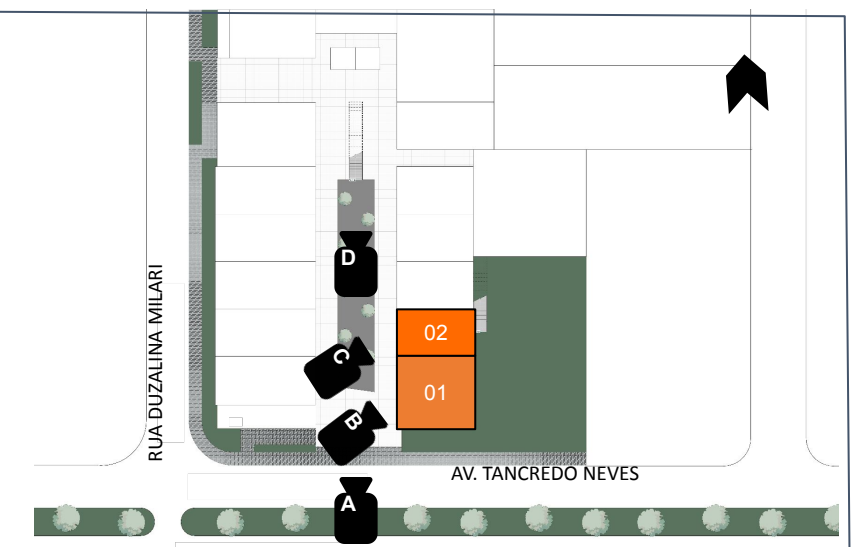 D
02
C
01
B
RUA DUZALINA MILARI
AV. TANCREDO NEVES
A